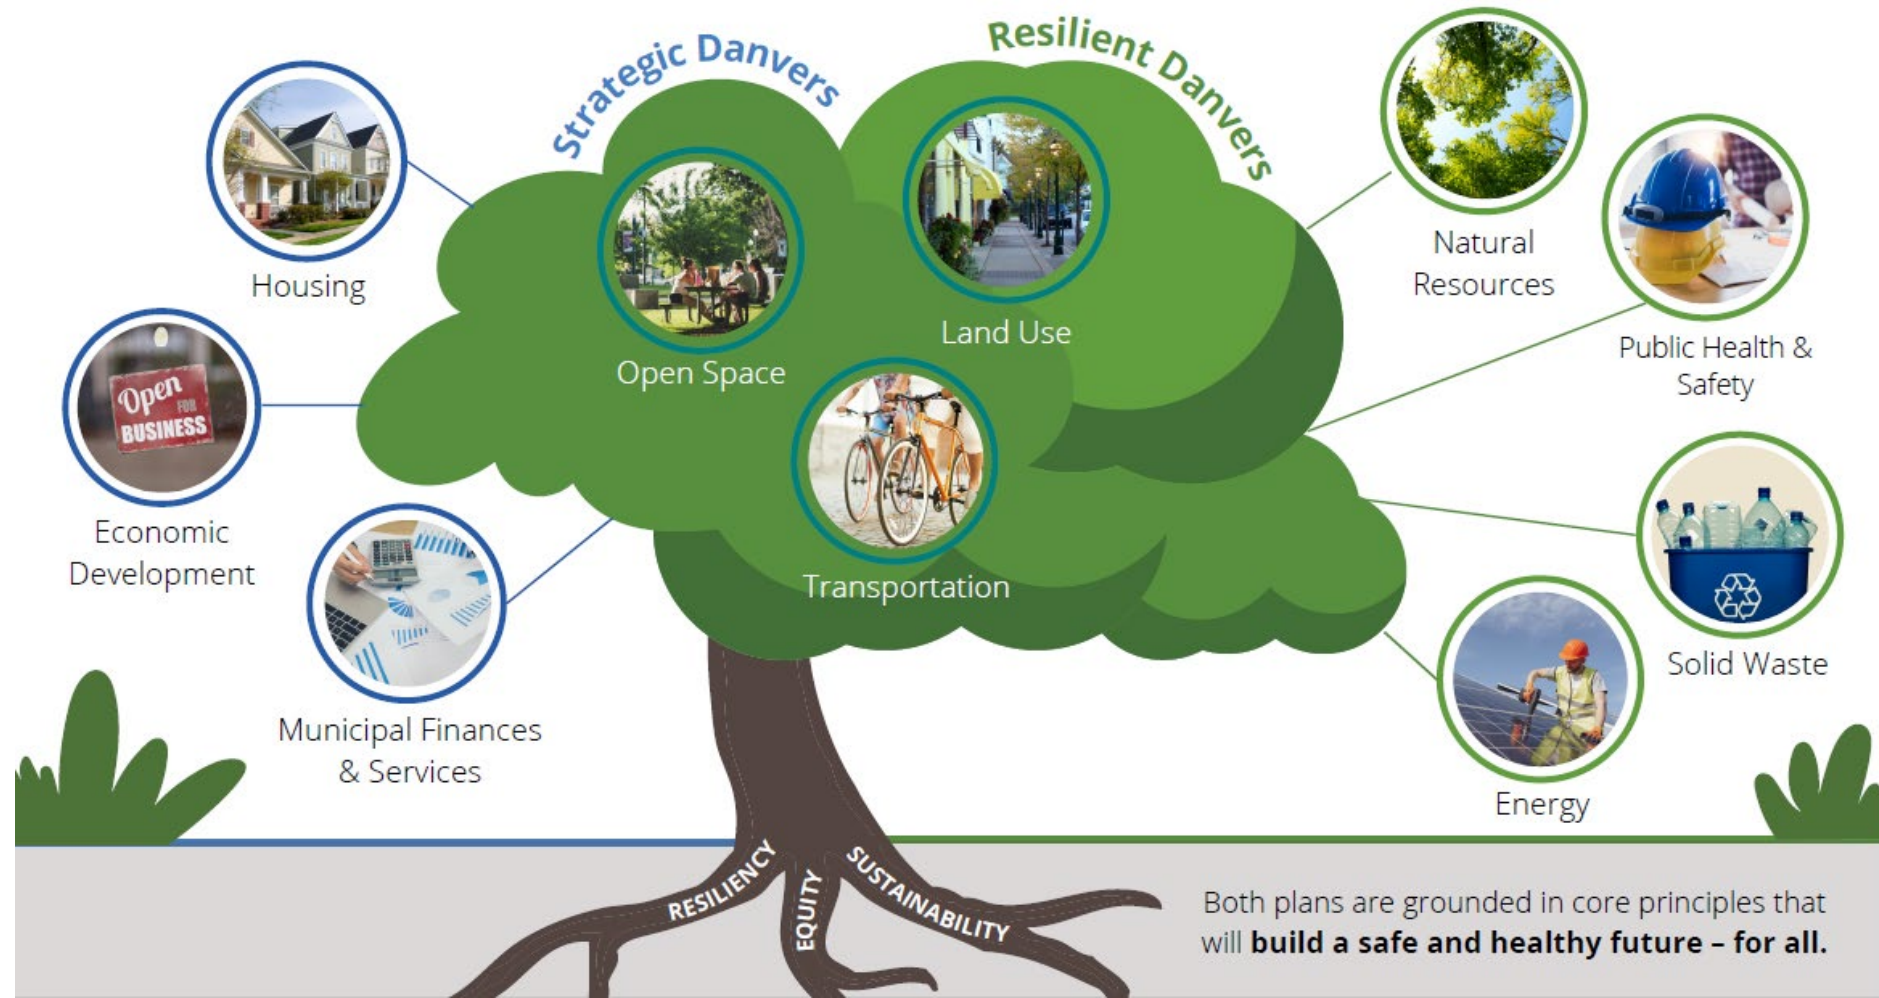 Strategic Danvers
Resilient Danvers
Housing
Open
FOR
BUSINESS
Economic
Development
Municipal Finances
& Services
Open Space
Land Use
Transportation
Natural
Resources
Public Health &
Safety
Solid Waste
Energy
RESILIENCY
EQUITY
SUSTAINABILITY
Both plans are grounded in core principles that
will build a safe and healthy future – for all.